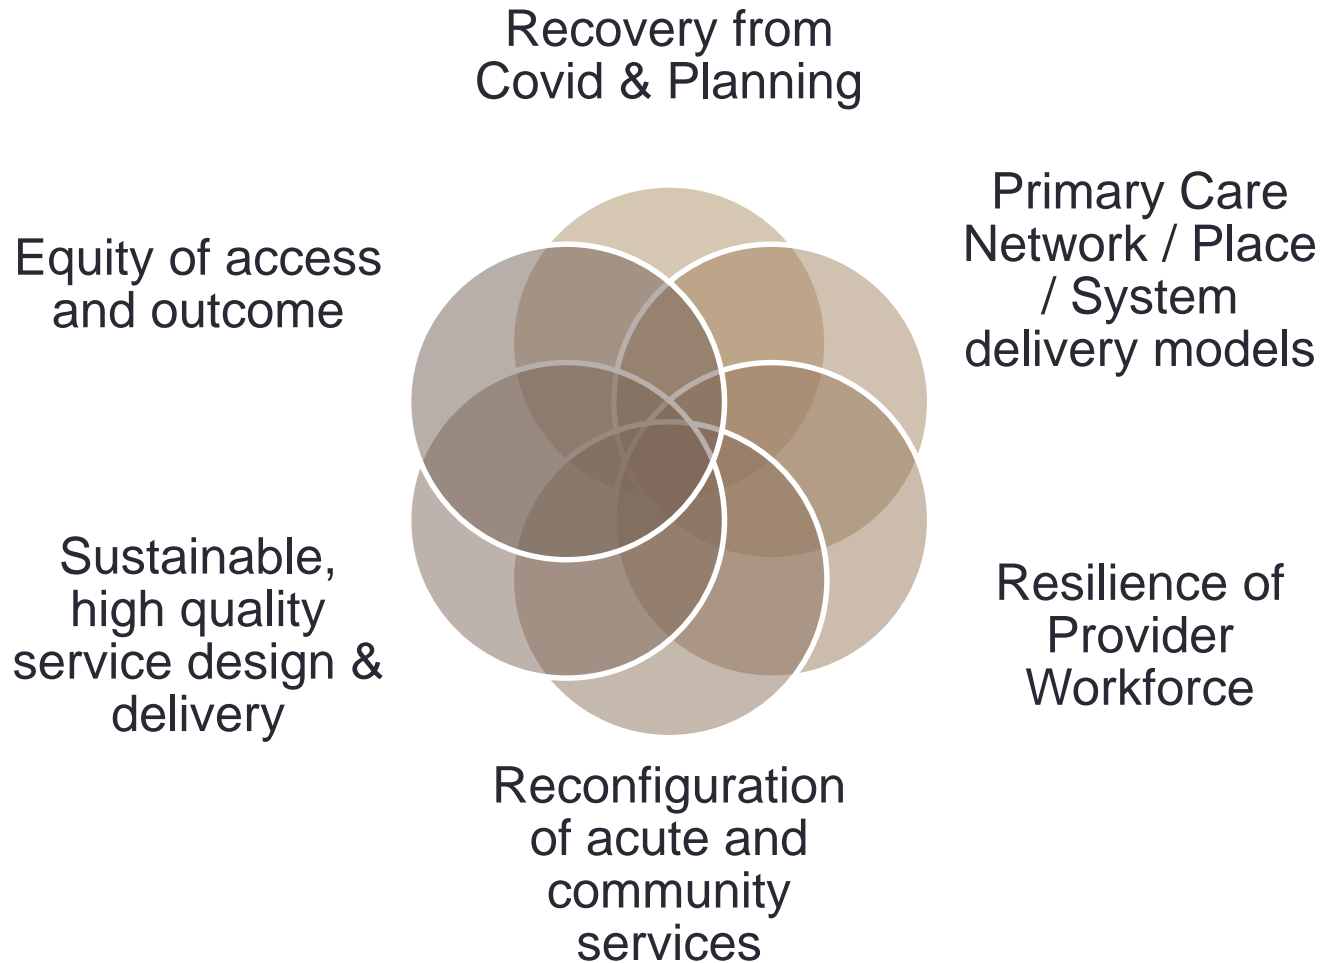 Recovery from
Covid & Planning
Primary Care
Network / Place
/ System
delivery models
Resilience of
Provider
Workforce
Reconfiguration
of acute and
community
services
Sustainable,
high quality
service design &
delivery
Equity of access
and outcome